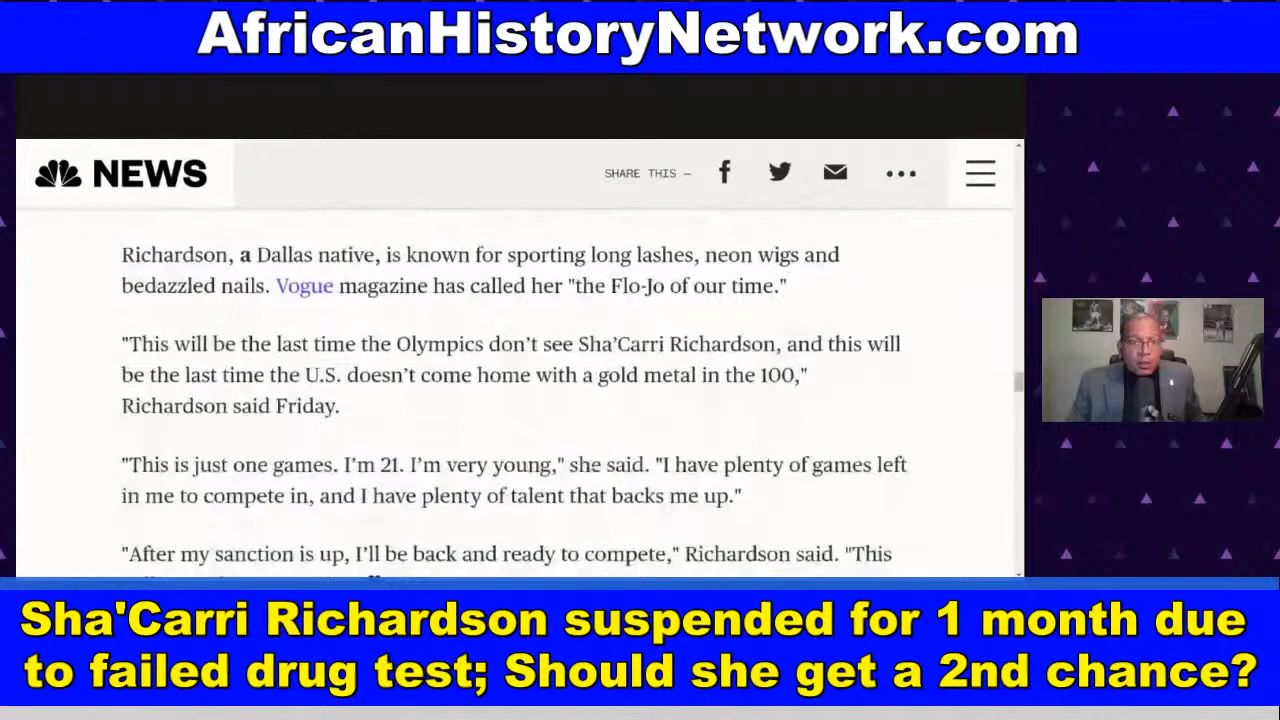 AfricanHistoryNetwork.com
NEWS
SHARE THIS —
Richardson, a Dallas native, is known for sporting long lashes, neon wigs and
bedazzled nails. Vogue magazine has called her "the Flo-Jo of our time."
"This will be the last time the Olympics don’t see Sha’Carri Richardson, and this will
be the last time the U.S. doesn’t come home with a gold metal in the 100,"
Richardson said Friday.
"This is just one games. I’m 21. I’m very young," she said. "I have plenty of games left
in me to compete in, and I have plenty of talent that backs me up."
"After my sanction is up, I’ll be back and ready to compete," Richardson said. "This
Sha'Carri Richardson suspended for 1 month due
to failed drug test; Should she get a 2nd chance?